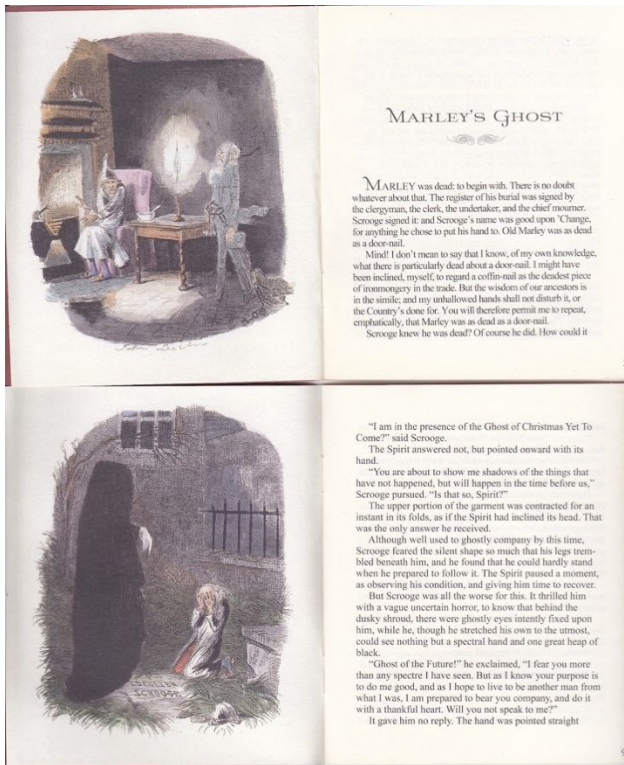 John Leech
MARLEY'S GHOST
MARLEY was dead: to begin with. There is no doubt
whatever about that. The register of his burial was signed by
the clergyman, the clerk, the undertaker, and the chief mourner.
Scrooge signed it: and Scrooge's name was good upon 'Change,
for anything he chose to put his hand to. Old Marley was as dead
as a door-nail.
Mind! I don't mean to say that I know, of my own knowledge,
what there is particularly dead about a door-nail. I might have
been inclined, myself, to regard a coffin-nail as the deadest piece
of ironmongery in the trade. But the wisdom of our ancestors is
in the simile; and my unhallowed hands shall not disturb it, or
the Country's done for. You will therefore permit me to repeat,
emphatically, that Marley was as dead as a door-nail.
Scrooge knew he was dead? Of course he did. How could it
EBENEZER
SCROOGE
“I am in the presence of the Ghost of Christmas Yet To
Come?” said Scrooge.
The Spirit answered not, but pointed onward with its
hand.
“You are about to show me shadows of the things that
have not happened, but will happen in the time before us,”
Scrooge pursued. “Is that so, Spirit?”
The upper portion of the garment was contracted for an
instant in its folds, as if the Spirit had inclined its head. That
was the only answer he received.
Although well used to ghostly company by this time,
Scrooge feared the silent shape so much that his legs trem-
bled beneath him, and he found that he could hardly stand
when he prepared to follow it. The Spirit paused a moment,
as observing his condition, and giving him time to recover.
But Scrooge was all the worse for this. It thrilled him
with a vague uncertain horror, to know that behind the
dusky shroud, there were ghostly eyes intently fixed upon
him, while he, though he stretched his own to the utmost,
could see nothing but a spectral hand and one great heap of
black.
“Ghost of the Future!” he exclaimed, “I fear you more
than any spectre I have seen. But as I know your purpose is
to do me good, and as I hope to live to be another man from
what I was, I am prepared to bear you company, and do it
with a thankful heart. Will you not speak to me?”
It gave him no reply. The hand was pointed straight